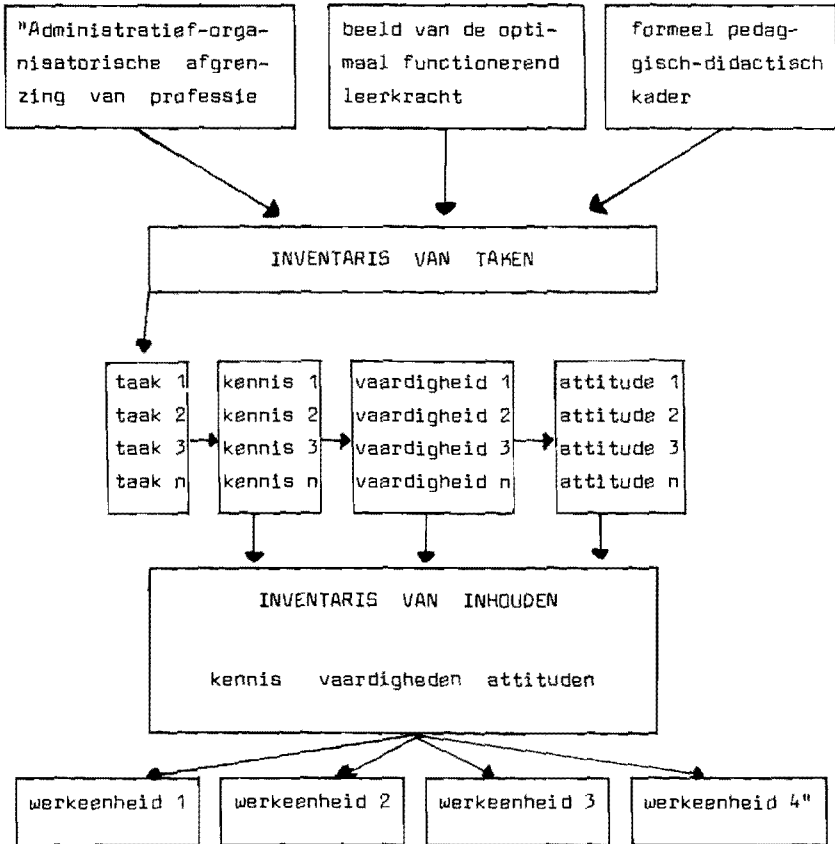 "Administratief-orga-
nisatorische afgren-
zing van professie
beeld van de opti-
maal functionerend
leerkracht
formeel pedag-
gisch-didactisch
kader
INVENTARIS VAN TAKEN
taak 1
taak 2
taak 3
taak n
kennis 1
kennis 2
kennis 3
kennis n
vaardigheid 1
vaardigheid 2
vaardigheid 3
vaardigheid n
attitude 1
attitude 2
attitude 3
attitude n
INVENTARIS VAN INHOUDEN
kennis vaardigheden attituden
werkeenheid 1
werkeenheid 2
werkeenheid 3
werkeenheid 4"